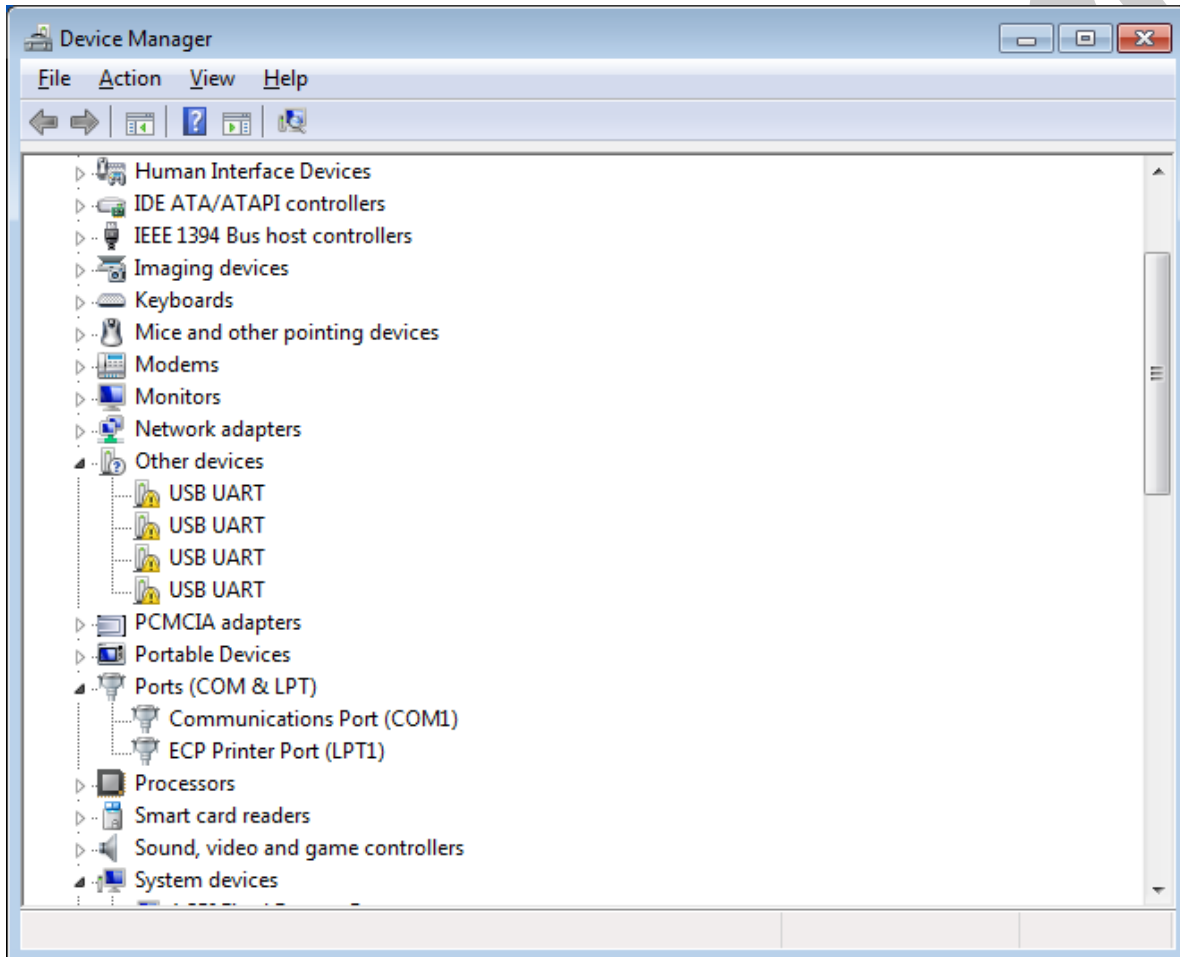 Device Manager
File Action View Help
Human Interface Devices
IDE ATA/ATAPI controllers
IEEE 1394 Bus host controllers
Imaging devices
Keyboards
Mice and other pointing devices
Modems
Monitors
Network adapters
Other devices
USB UART
USB UART
USB UART
USB UART
PCMCIA adapters
Portable Devices
Ports (COM & LPT)
Communications Port (COM1)
ECP Printer Port (LPT1)
Processors
Smart card readers
Sound, video and game controllers
System devices